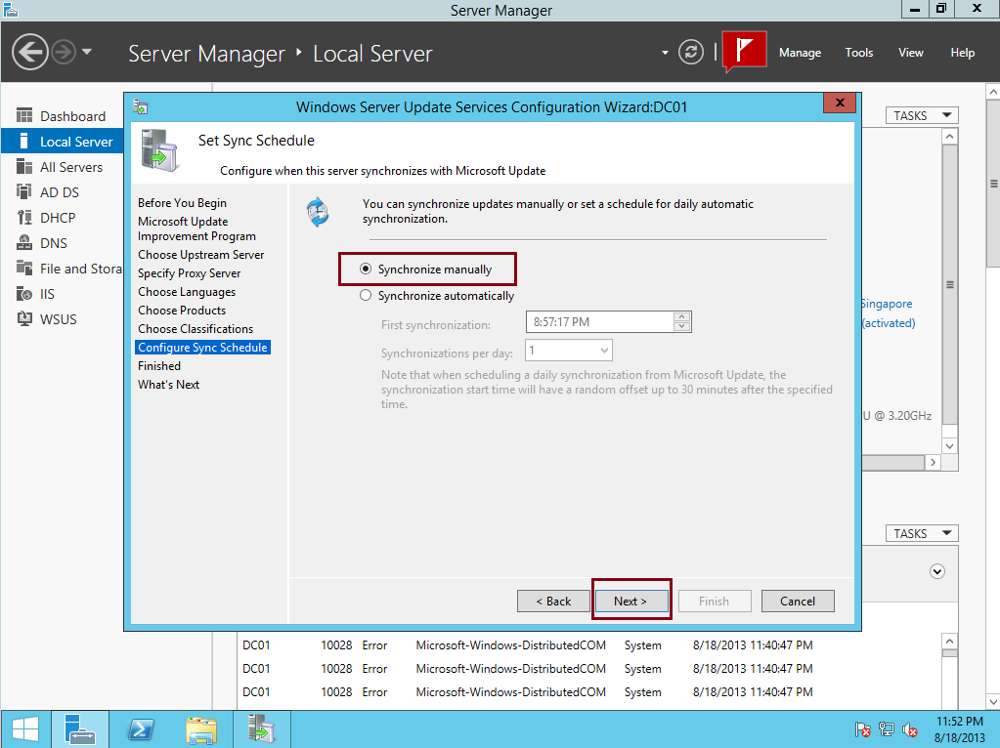 Server Manager
Server Manager ‣ Local Server
Manage
Tools
View
Help
Dashboard
Local Server
All Servers
AD DS
DHCP
DNS
File and Stora
IIS
WSUS
TASKS
Windows Server Update Services Configuration Wizard:DC01
x
Set Sync Schedule
Configure when this server synchronizes with Microsoft Update
Before You Begin
Microsoft Update
Improvement Program
Choose Upstream Server
Specify Proxy Server
Choose Languages
Choose Products
Choose Classifications
Configure Sync Schedule
Finished
What's Next
You can synchronize updates manually or set a schedule for daily automatic
synchronization.
Synchronize manually
Synchronize automatically
First synchronization:
8:57:17 PM
Synchronizations per day:
1
Note that when scheduling a daily synchronization from Microsoft Update, the
synchronization start time will have a random offset up to 30 minutes after the specified
time.
< Back
Next >
Finish
Cancel
Singapore
(activated)
U @ 3.20GHz
TASKS
DC01 10028 Error Microsoft-Windows-DistributedCOM System 8/18/2013 11:40:47 PM
DC01 10028 Error Microsoft-Windows-DistributedCOM System 8/18/2013 11:40:47 PM
DC01 10028 Error Microsoft-Windows-DistributedCOM System 8/18/2013 11:40:47 PM
11:52 PM
8/18/2013